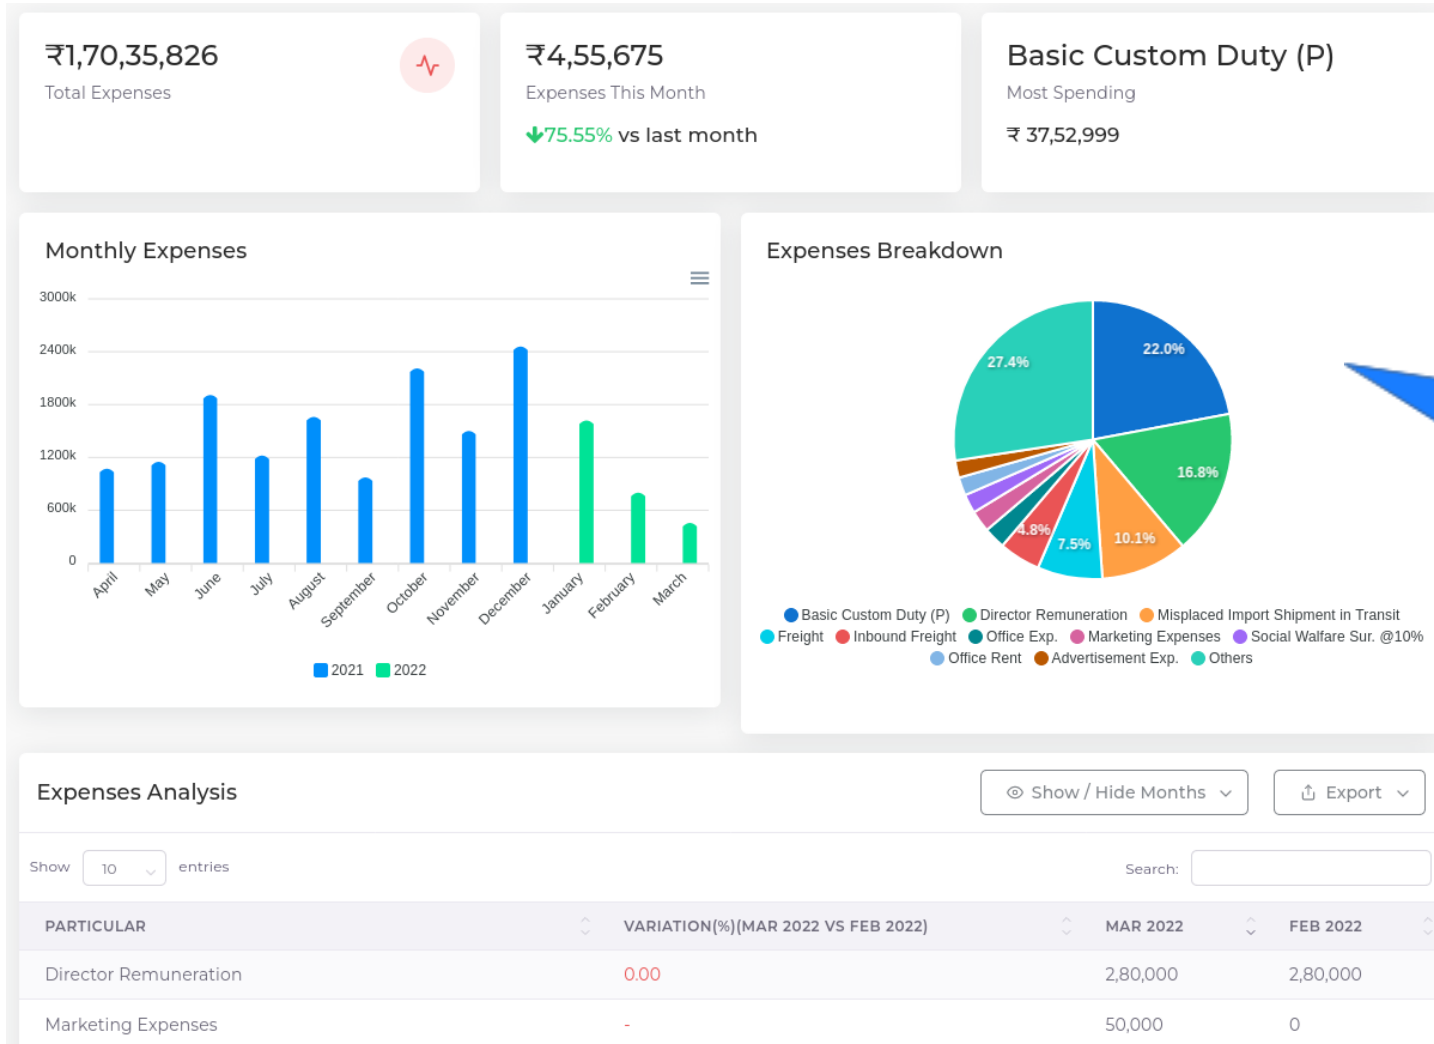 ₹1,70,35,826
Total Expenses
₹4,55,675
Expenses This Month
75.55% vs last month
Basic Custom Duty (P)
Most Spending
₹ 37,52,999
Monthly Expenses
3000k
2400k
1800k
1200k
600k
0
April
May
June
July
August
September
October
November
December
January
February
March
2021 2022
Expenses Breakdown
27.4%
22.0%
16.8%
4.8%
7.5%
10.1%
Basic Custom Duty (P) Director Remuneration Misplaced Import Shipment in Transit
Freight Inbound Freight Office Exp. Marketing Expenses Social Walfare Sur. @10%
Office Rent Advertisement Exp. Others
Expenses Analysis
Show / Hide Months
Export
Show 10 entries
Search:
PARTICULAR VARIATION(%)(MAR 2022 VS FEB 2022) MAR 2022 FEB 2022
Director Remuneration 0.00 2,80,000 2,80,000
Marketing Expenses - 50,000 0